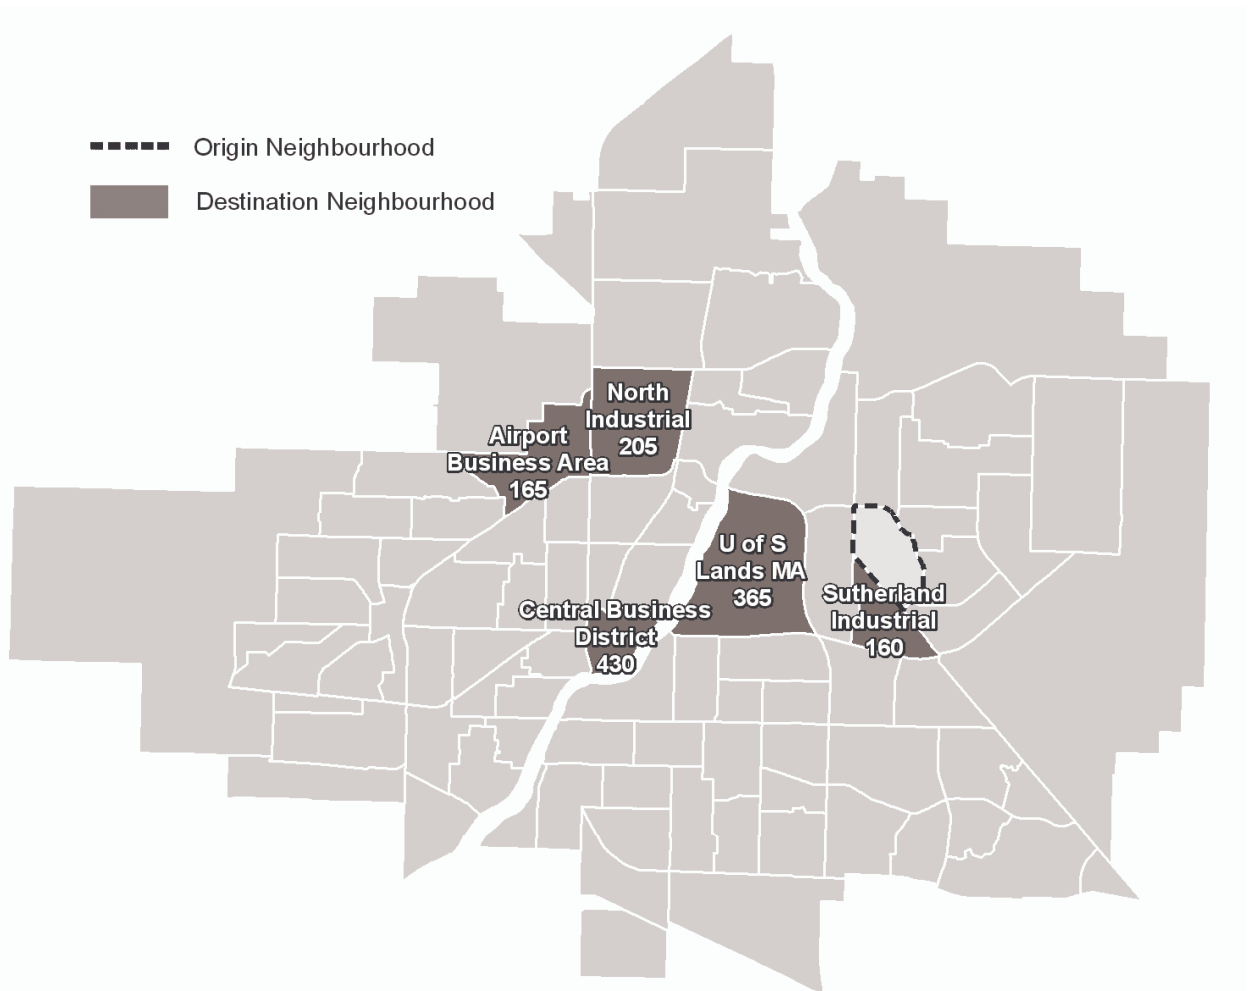 Origin Neighbourhood
Destination Neighbourhood
North
Industrial
205
Airport
Business Area
165
U of S
Lands MA
365
Sutherland
Industrial
160
Central Business
District
430